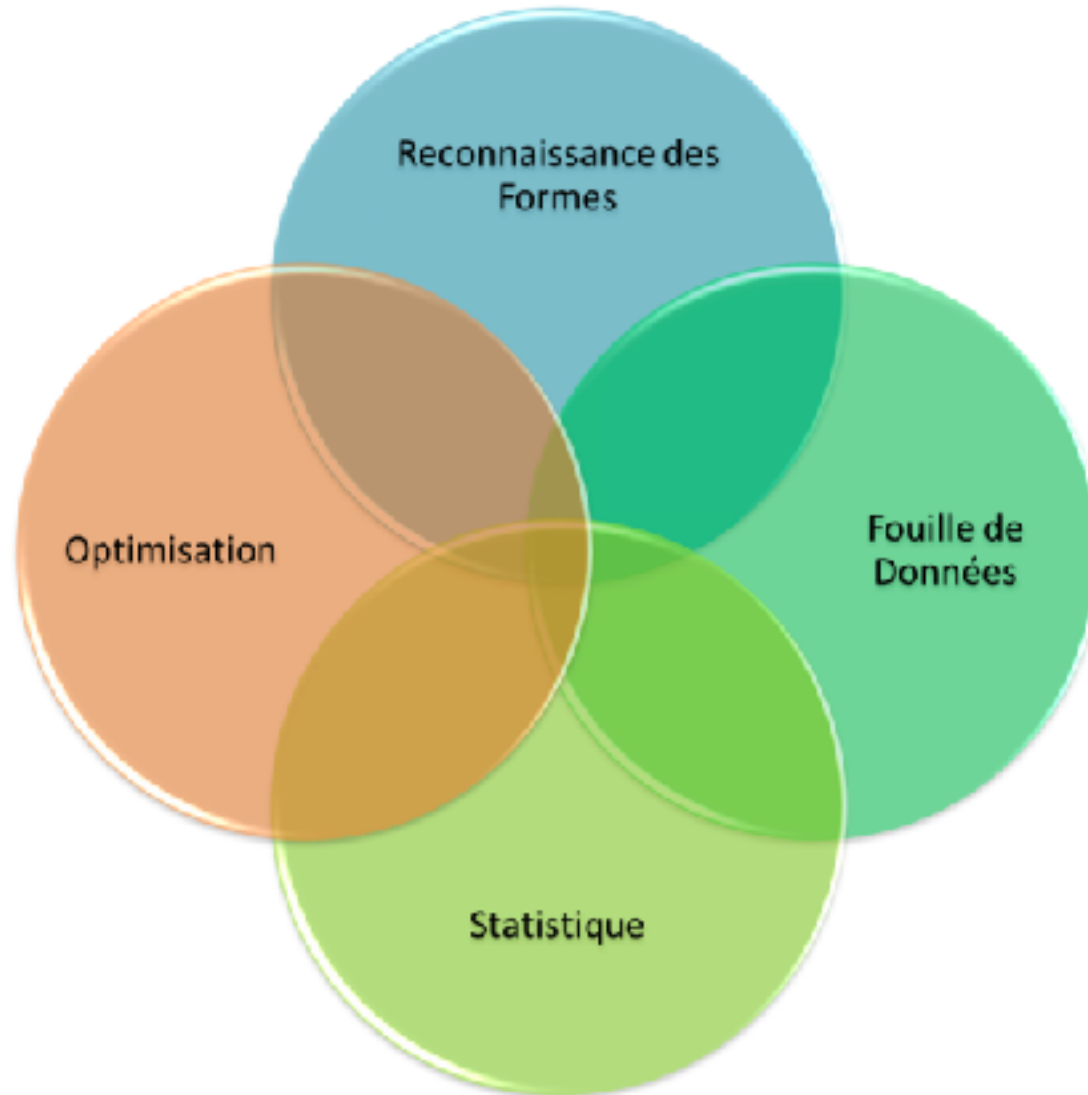 Reconnaissance des
Formes
Optimisation
Fouille de
Données
Statistique